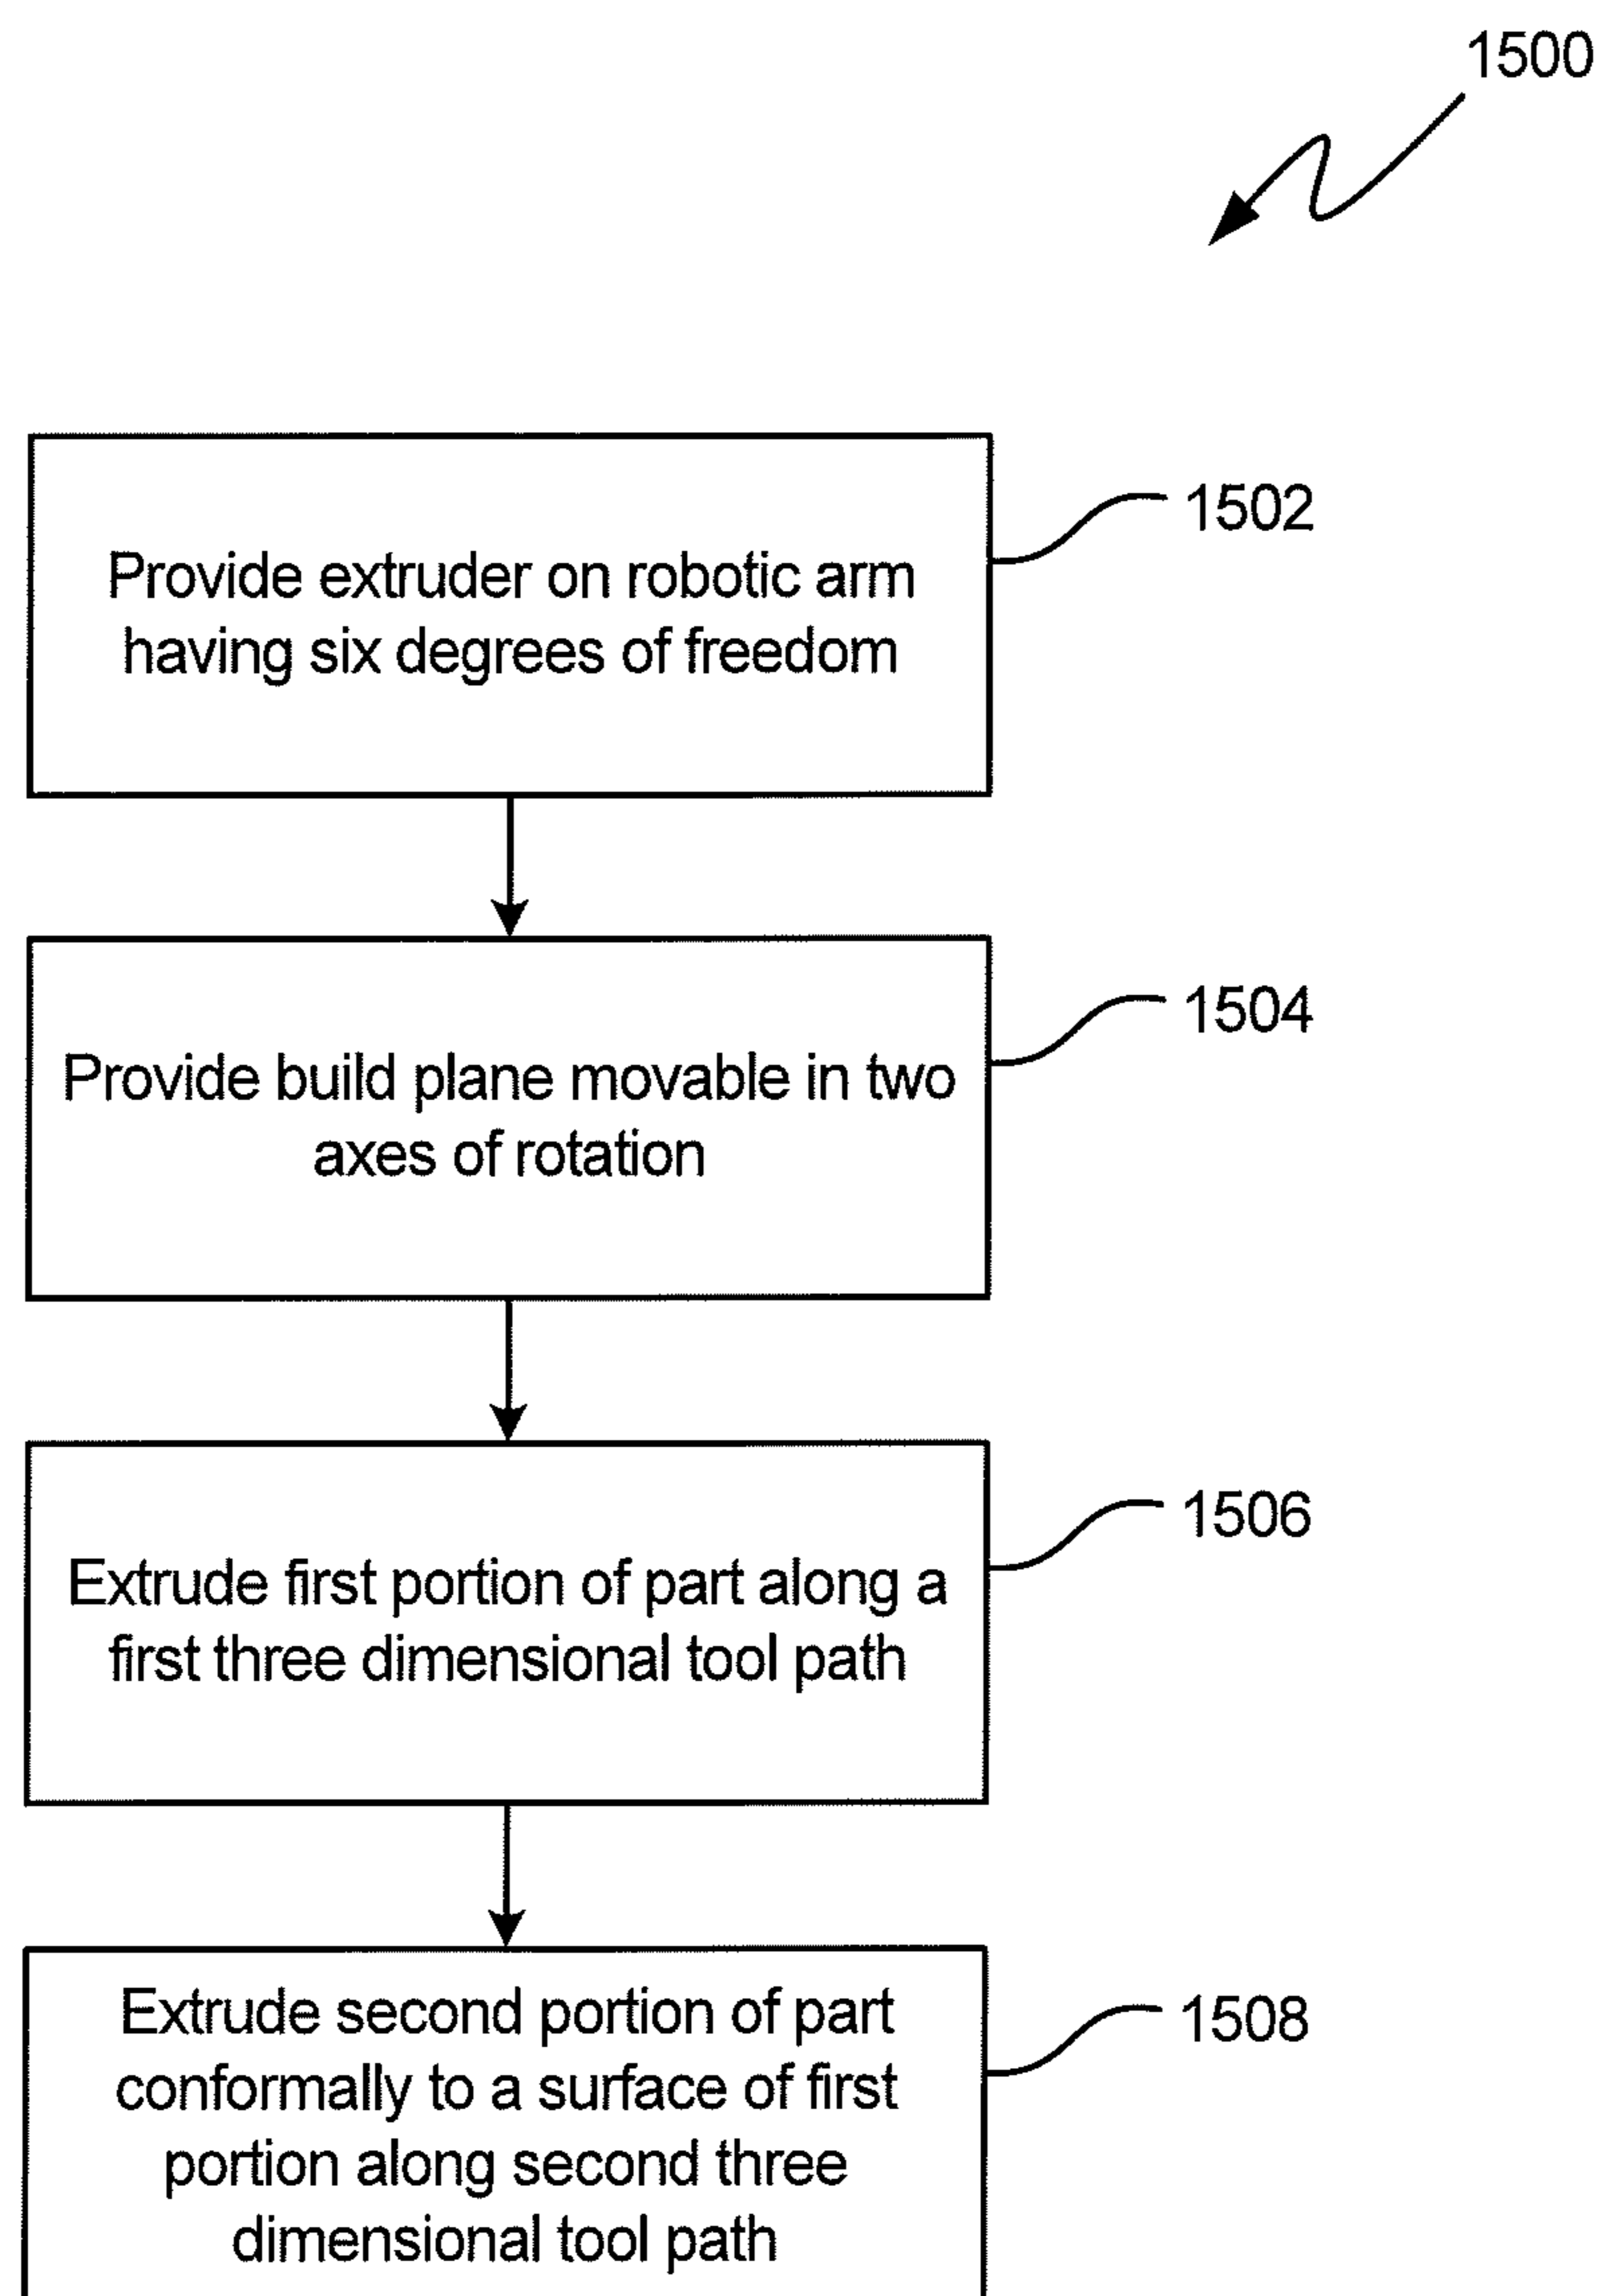 1500
Provide extruder on robotic arm
having six degrees of freedom
1502
Provide build plane movable in two
axes of rotation
1504
Extrude first portion of part along a
first three dimensional tool path
1506
Extrude second portion of part
conformally to a surface of first
portion along second three
dimensional tool path
1508